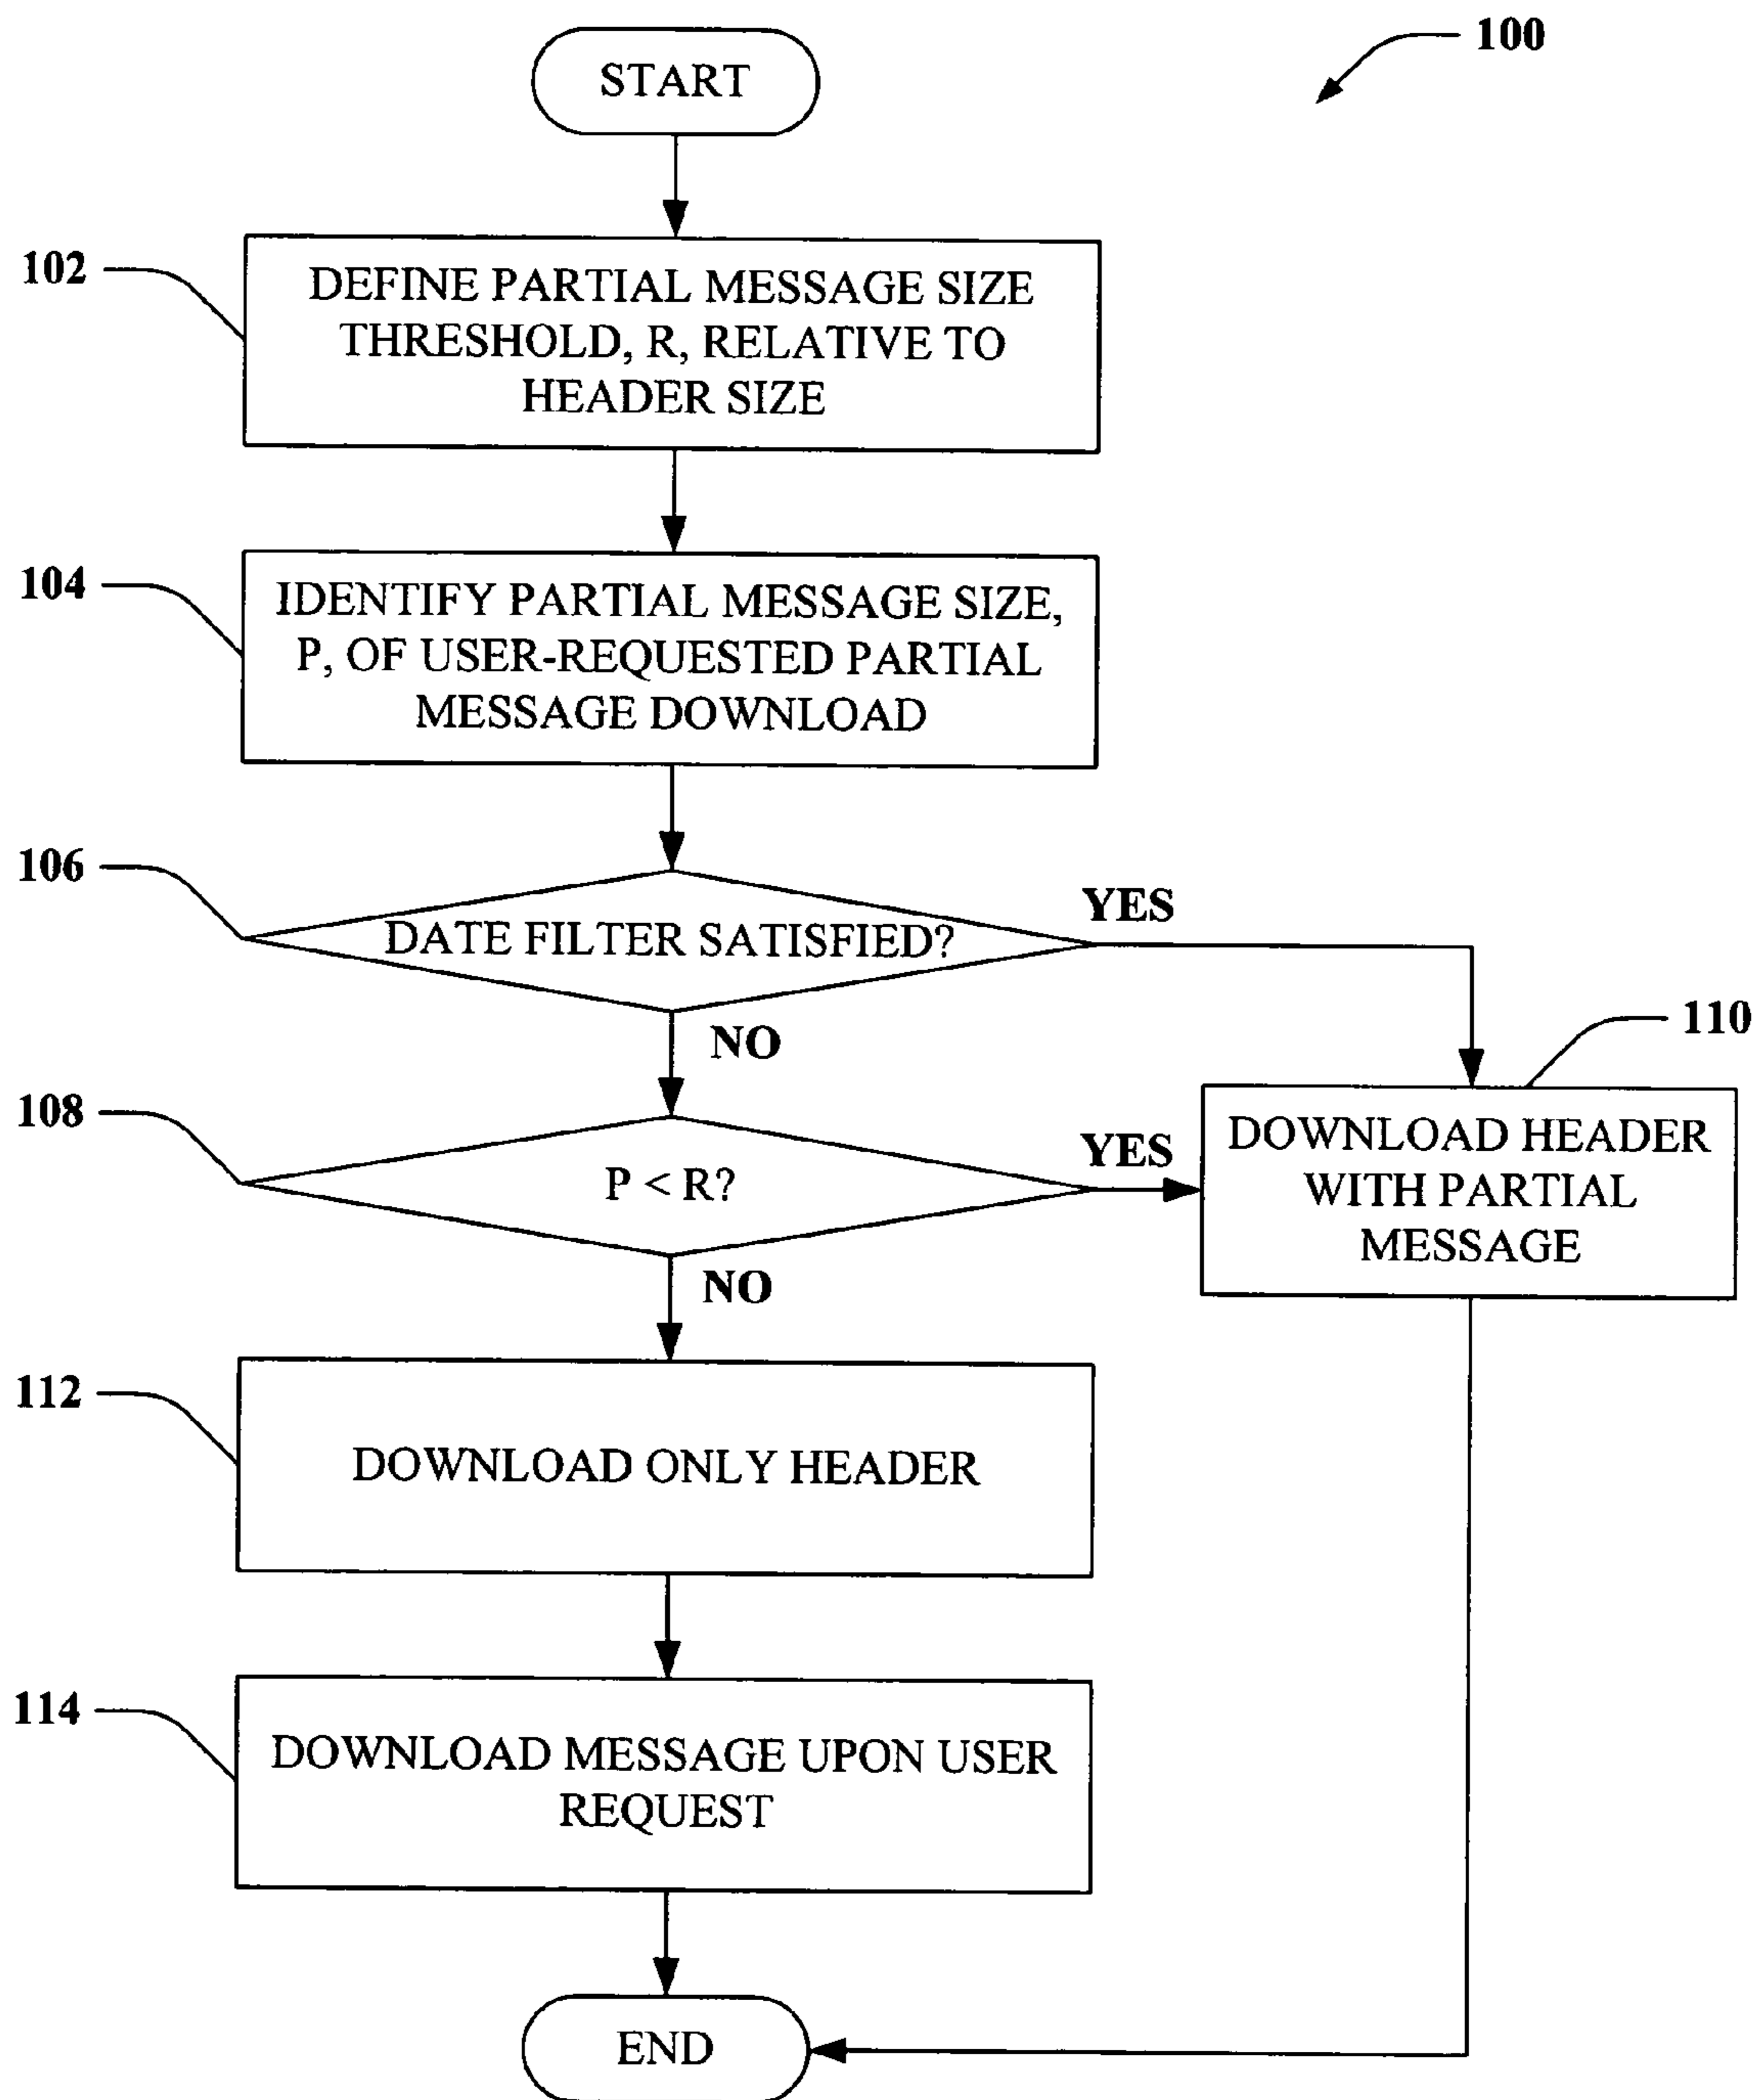 100
START
102
DEFINE PARTIAL MESSAGE SIZE
THRESHOLD, R, RELATIVE TO
HEADER SIZE
104
IDENTIFY PARTIAL MESSAGE SIZE,
P, OF USER-REQUESTED PARTIAL
MESSAGE DOWNLOAD
106
DATE FILTER SATISFIED?
YES
NO
110
108
P < R?
YES
DOWNLOAD HEADER
WITH PARTIAL
MESSAGE
NO
112
DOWNLOAD ONLY HEADER
114
DOWNLOAD MESSAGE UPON USER
REQUEST
END